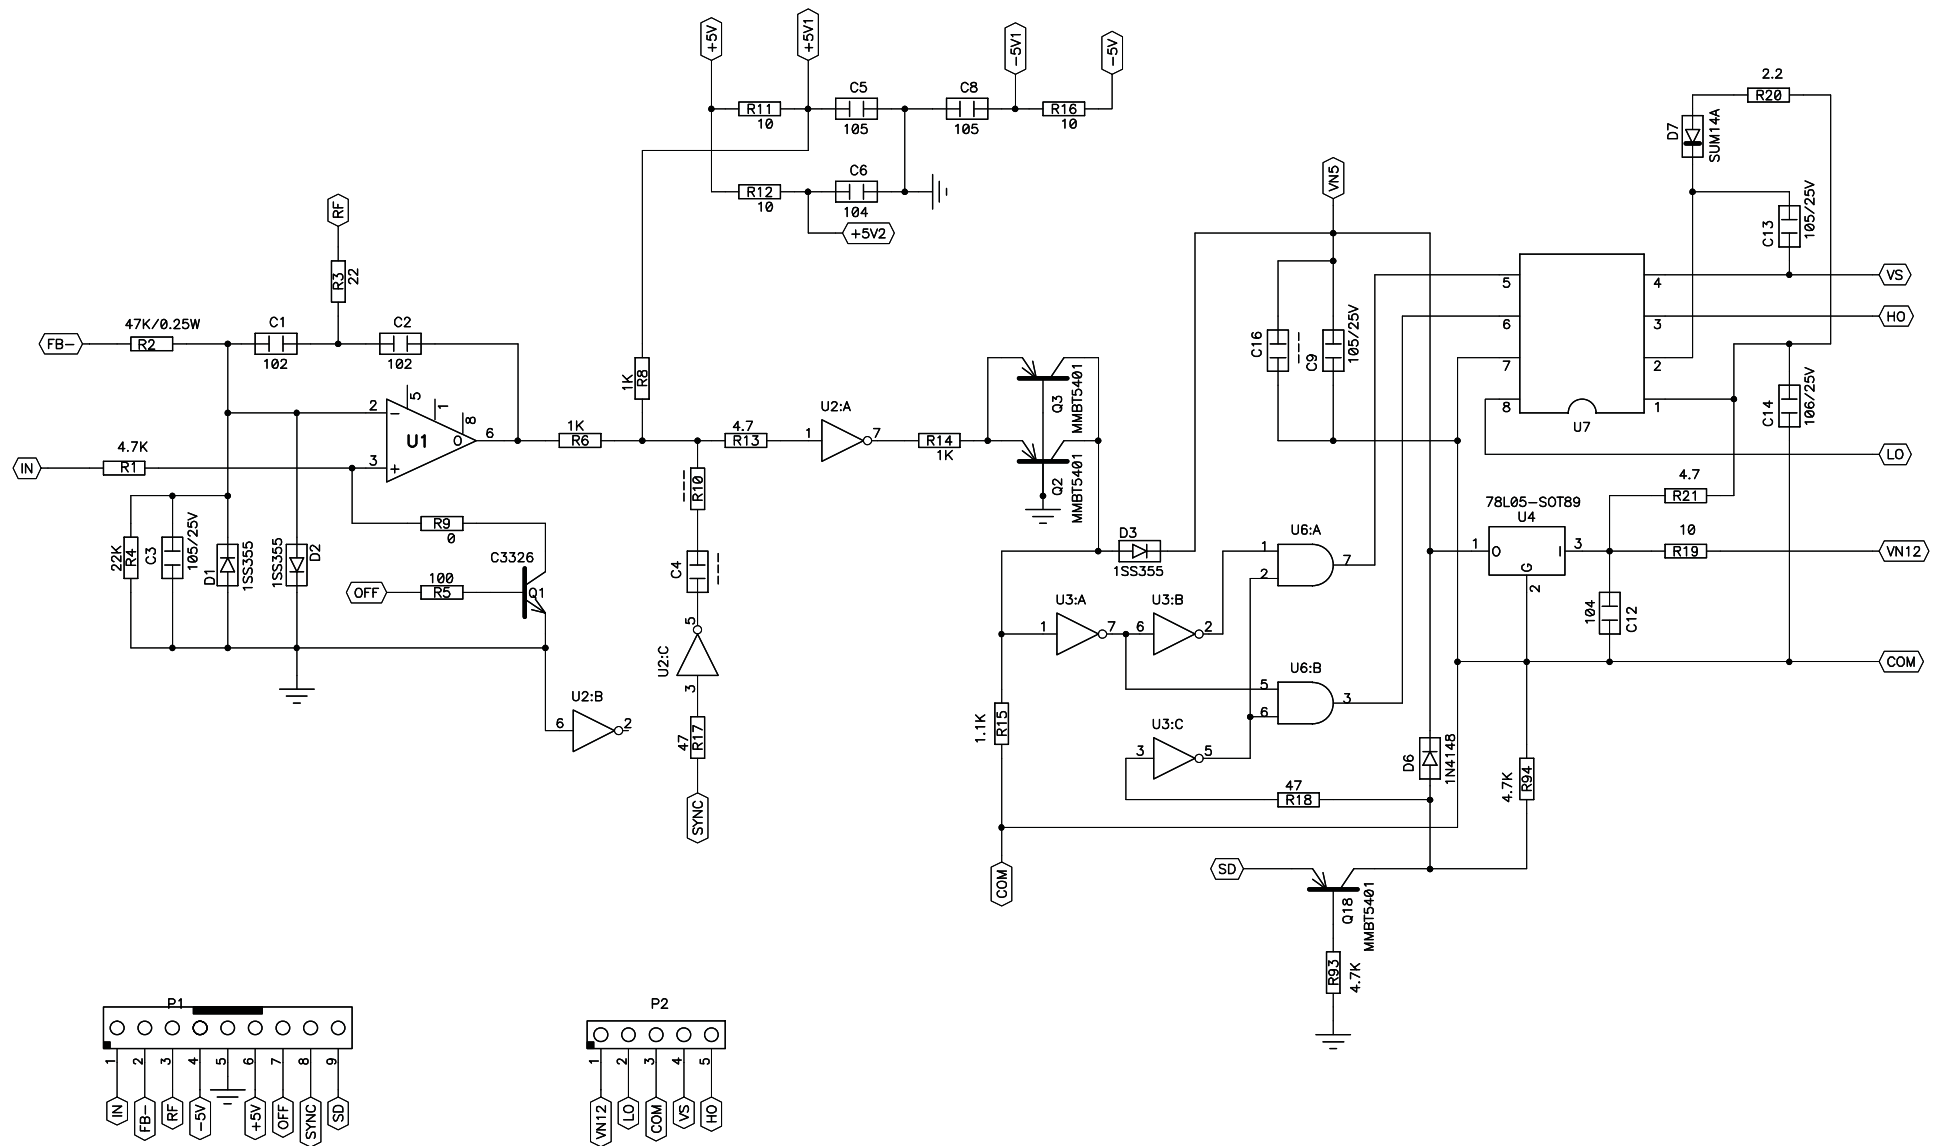 +5V
+5V1
-5V1
-5V
R11
10
C5
105
C8
105
R16
10
R12
10
C6
104
+5V2
2.2
R20
D7
SUM14A
C13
105/25V
VN5
RF
R3
22
FB-
47K/0.25W
R2
C1
102
C2
102
1K
R8
C16
---
C9
105/25V
5
6
7
8
4
3
2
1
U7
VS
HO
LO
C14
106/25V
2
3
5
1
8
6
-
+
O
U1
IN
4.7K
R1
1K
R6
4.7
R13
U2:A
1
7
R14
1K
Q3
MMBT5401
Q2
MMBT5401
22K
R4
C3
105/25V
D1
1SS355
1SS355
D2
R9
0
C3326
OFF
100
R5
Q1
---
R10
C4
---
5
U2:C
3
47
R17
SYNC
U2:B
6
2
D3
1SS355
U3:A
1
7
U3:B
6
2
U3:C
3
5
U6:A
1
2
7
U6:B
5
6
3
1.1K
R15
47
R18
78L05-SOT89
U4
1
O
I
3
G
2
4.7
R21
10
R19
VN12
104
C12
COM
D6
1N4148
4.7K
R94
COM
SD
Q18
MMBT5401
R93
4.7K
P1
1
2
3
4
5
6
7
8
9
IN
FB-
RF
-5V
+5V
OFF
SYNC
SD
P2
1
2
3
4
5
VN12
LO
COM
VS
HO